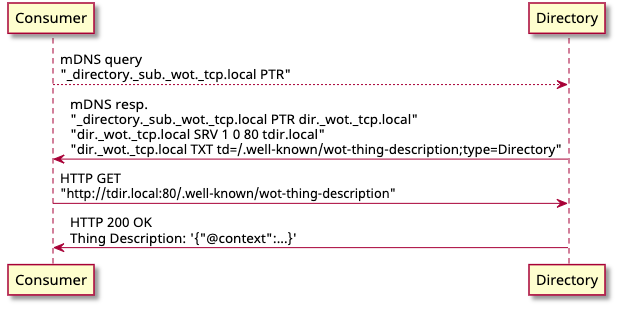 Consumer
Directory
mDNS query
"_directory._sub._wot._tcp.local PTR"
mDNS resp.
"_directory._sub._wot._tcp.local PTR dir._wot._tcp.local"
"dir._wot._tcp.local SRV 1 0 80 tdir.local"
"dir._wot._tcp.local TXT td=/.well-known/wot-thing-description;type=Directory"
HTTP GET
"http://tdir.local:80/.well-known/wot-thing-description"
HTTP 200 OK
Thing Description: '{"@context":...}'
Consumer
Directory